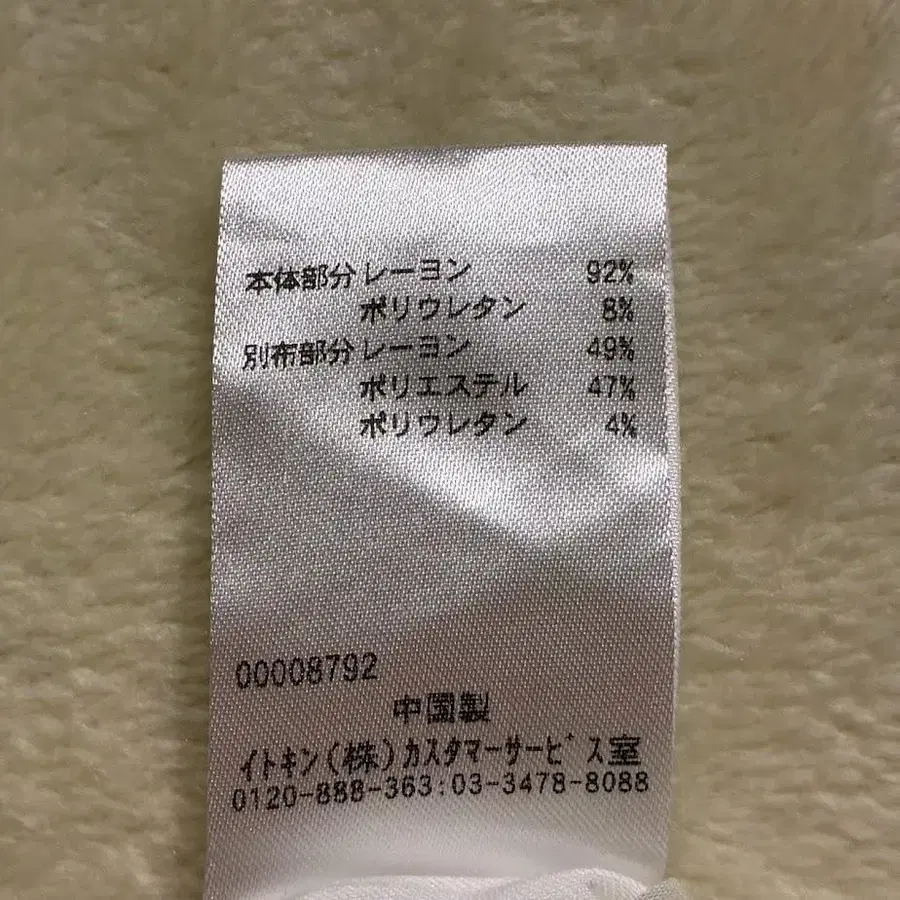 本体部分レーヨン 92%
ポリウレタン 8%
別布部分レーヨン 49%
ポリエステル 47%
ポリウレタン 4%
00008792
中国製
イトキン(株)カスタマーサービス室
0120-888-363:03-3478-8088